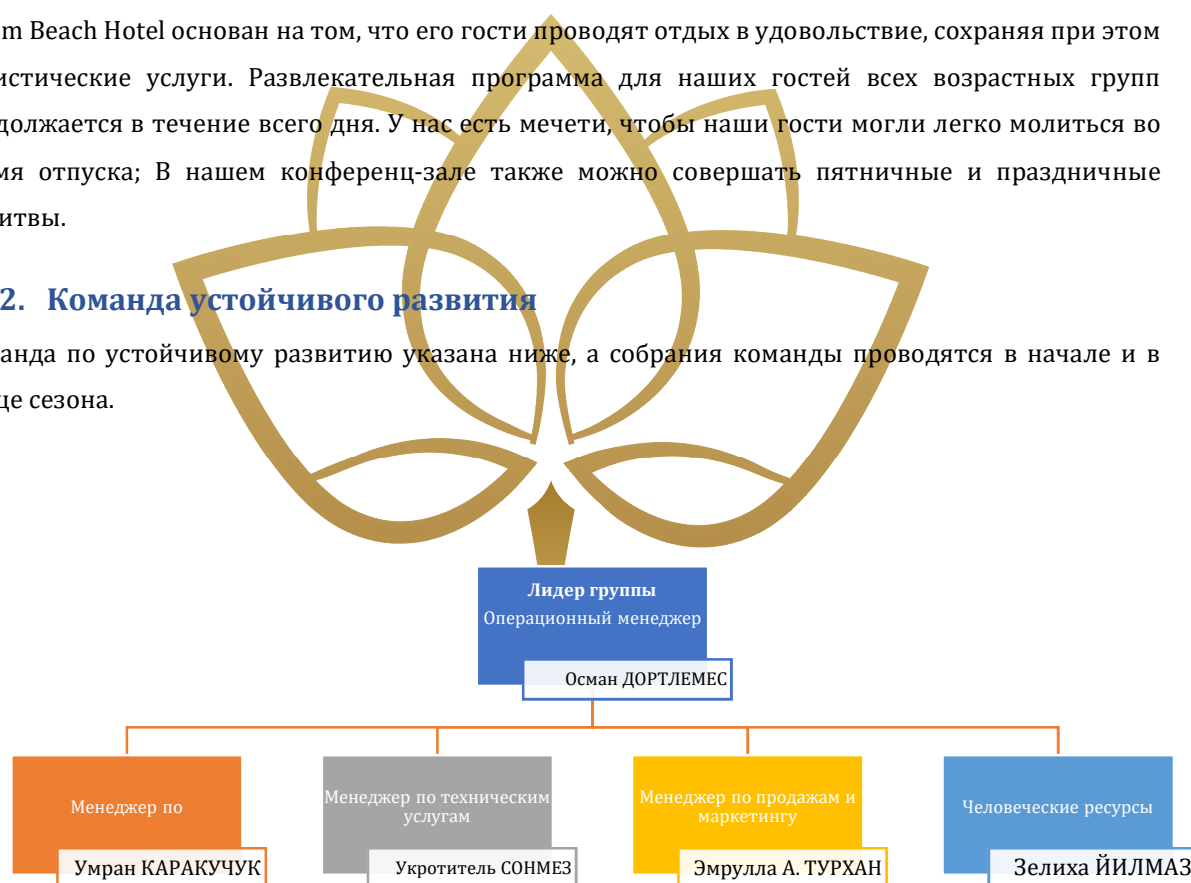 m Beach Hotel основан на том, что его гости проводят отдых в удовольствие, сохраняя при этом
истические услуги. Развлекательная программа для наших гостей всех возрастных групп
должается в течение всего дня. У нас есть мечети, чтобы наши гости могли легко молиться во
мя отпуска; В нашем конференц-зале также можно совершать пятничные и праздничные
итвы.
2. Команда устойчивого развития
анда по устойчивому развитию указана ниже, а собрания команды проводятся в начале и в
це сезона.
Лидер группы
Операционный менеджер
Осман ДОРТЛЕМЕС
Менеджер по
Умран КАРАКУЧУК
Менеджер по техническим
услугам
Укротитель СОНМЕЗ
Менеджер по продажам и
маркетингу
Эмрулла А. ТУРХАН
Человеческие ресурсы
Зелиха ЙИЛМАЗ